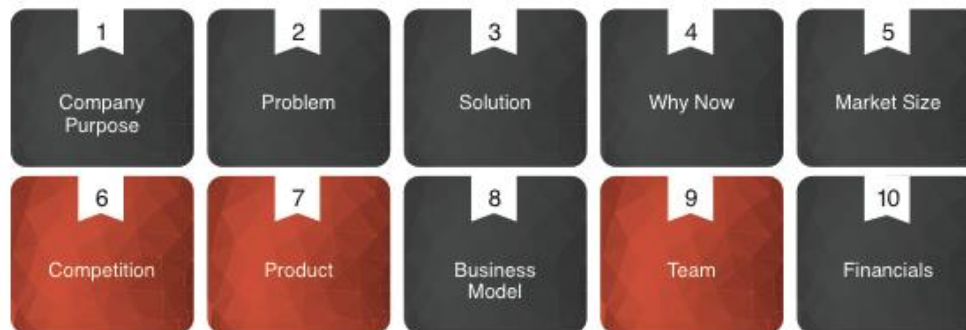 1
Company
Purpose
2
Problem
3
Solution
4
Why Now
5
Market Size
6
Competition
7
Product
8
Business
Model
9
Team
10
Financials